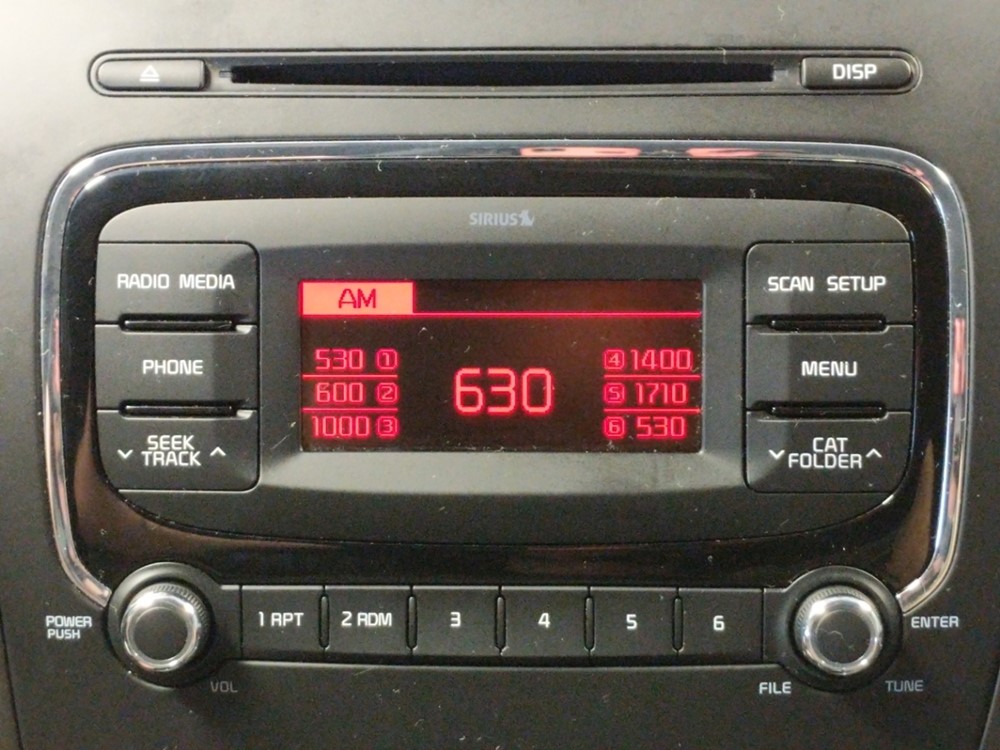 DISP
SIRIUS
RADIO MEDIA
SCAN SETUP
AM
PHONE
MENU
530 1
600 2
1000 3
630
4 1400
5 1710
6 530
SEEK
TRACK
CAT
FOLDER
POWER
PUSH
VOL
1 RPT
2 RDM
3
4
5
6
ENTER
FILE
TUNE